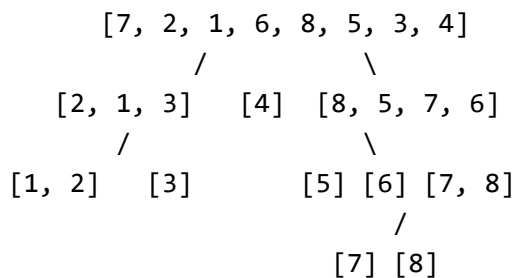 [7, 2, 1, 6, 8, 5, 3, 4]
/ \
[2, 1, 3] [4] [8, 5, 7, 6]
/ \
[1, 2] [3] [5] [6] [7, 8]
/
[7] [8]